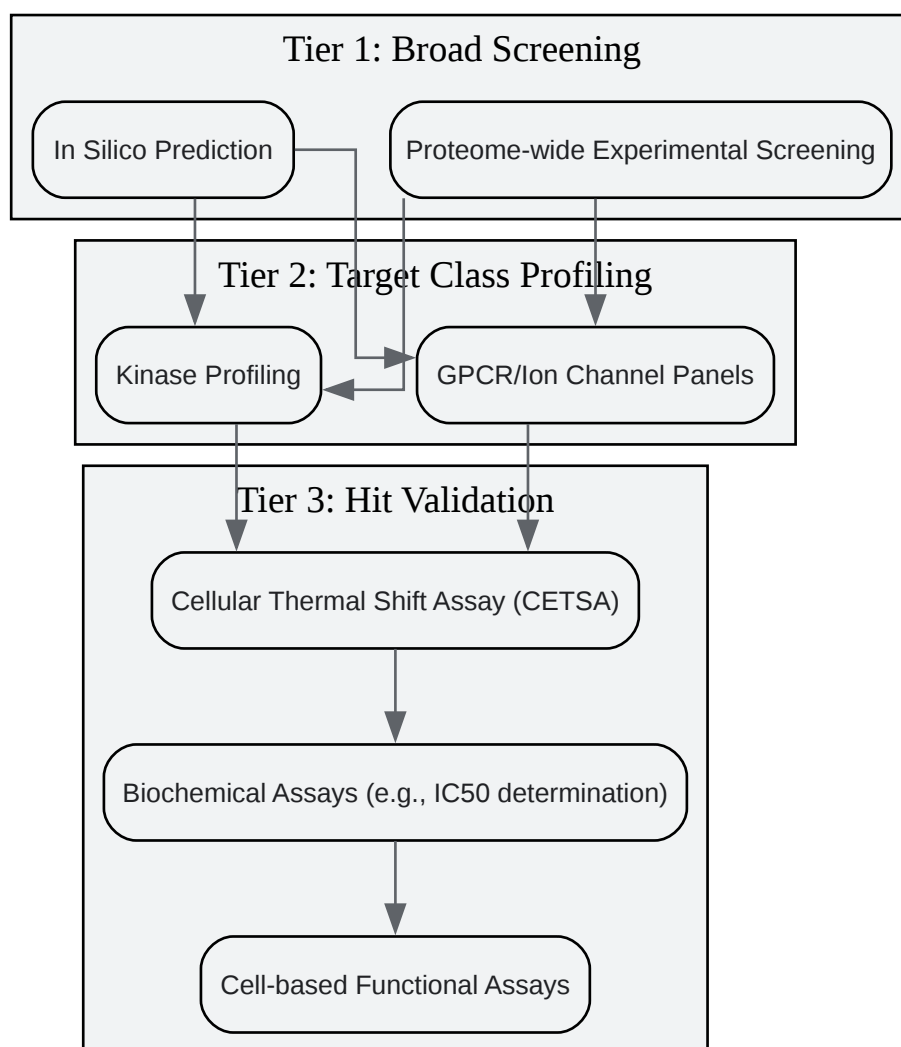 Tier 1: Broad Screening
In Silico Prediction
Proteome-wide Experimental Screening
Tier 2: Target Class Profiling
Kinase Profiling
GPCR/Ion Channel Panels
Tier 3: Hit Validation
Cellular Thermal Shift Assay (CETSA)
Biochemical Assays (e.g., IC50 determination)
Cell-based Functional Assays